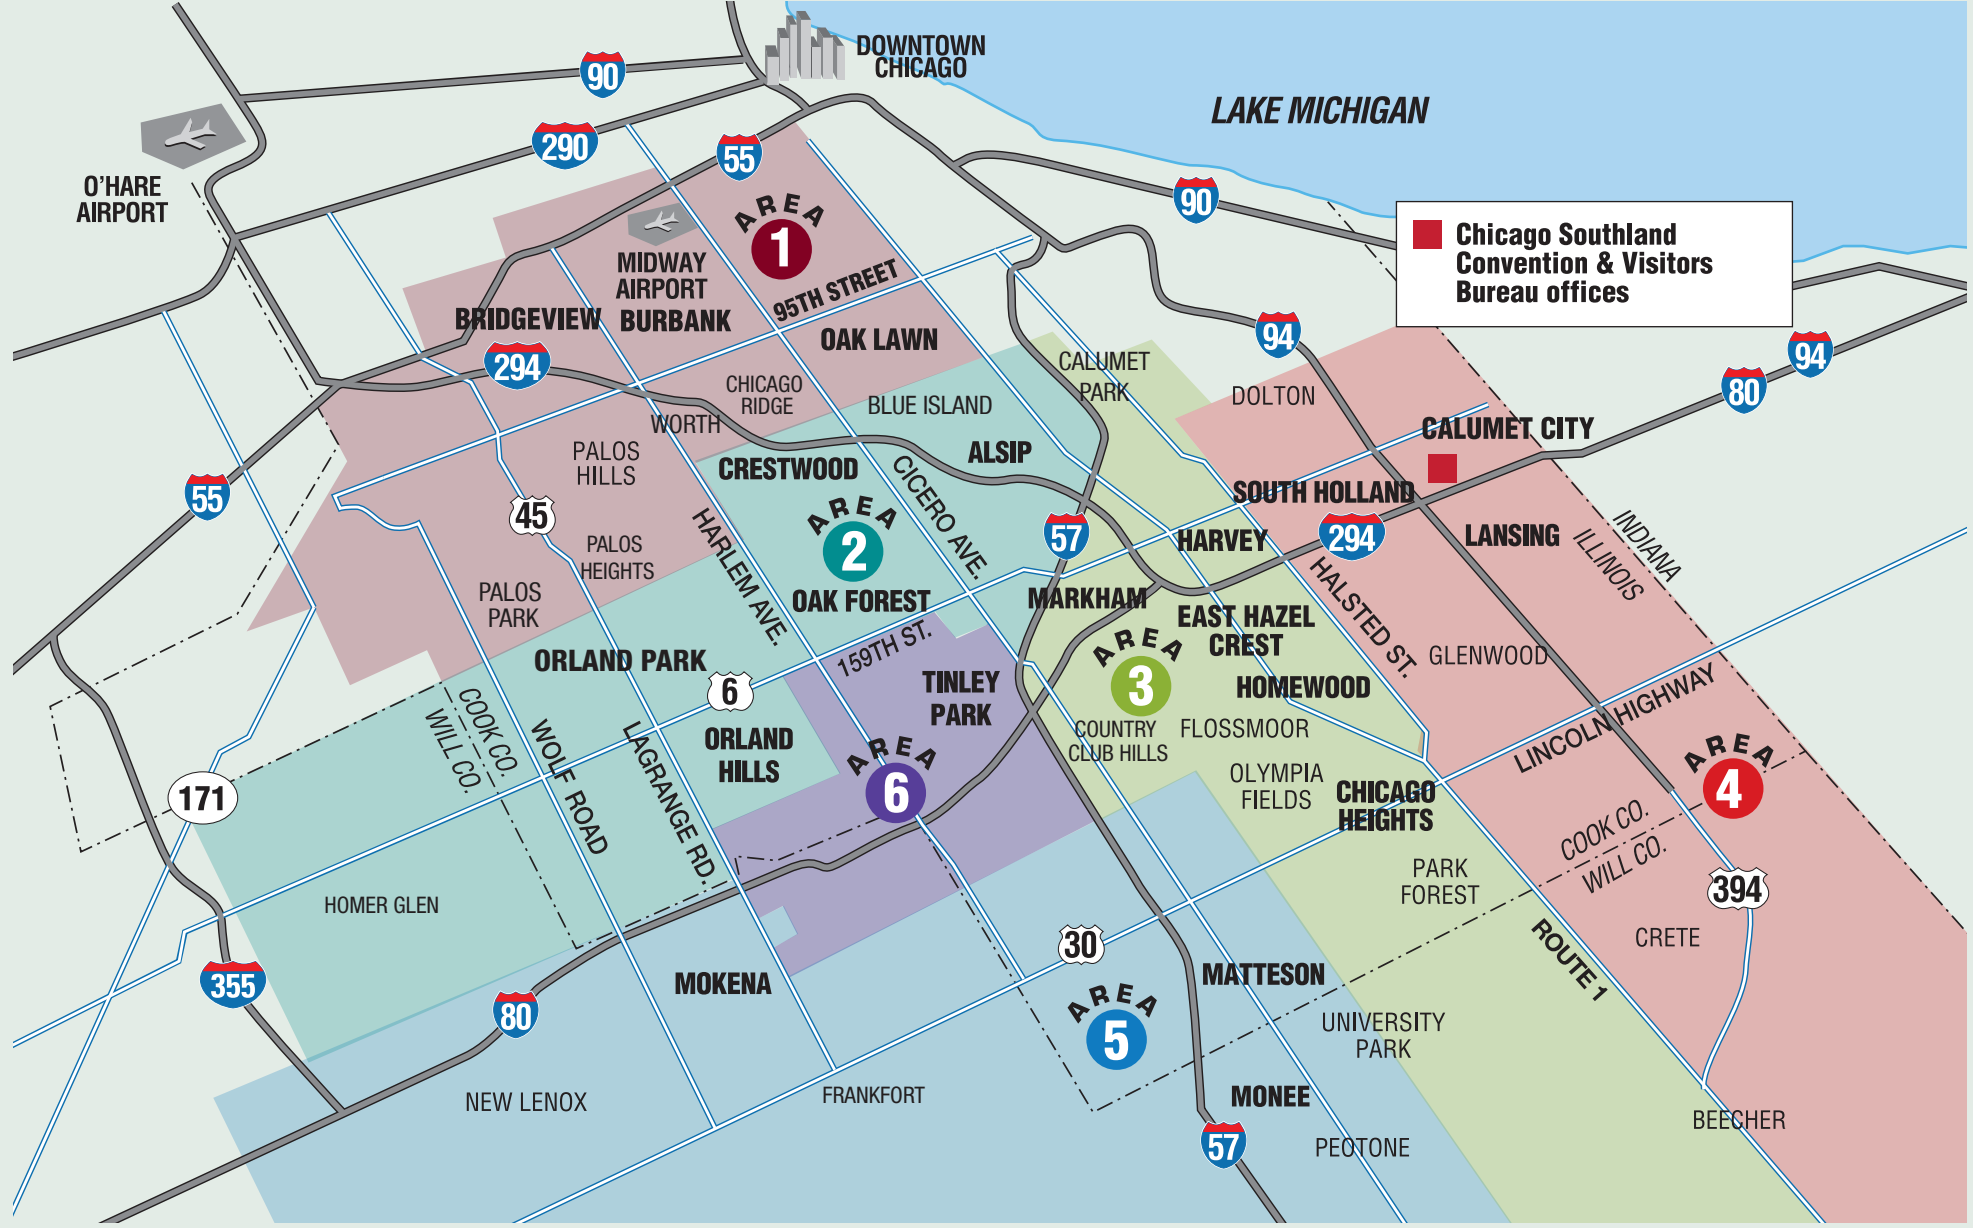 DOWNTOWN
CHICAGO
90
LAKE MICHIGAN
290
55
O'HARE
AIRPORT
90
AREA
1
Chicago Southland
Convention & Visitors
Bureau offices
MIDWAY
AIRPORT
95TH STREET
BRIDGEVIEW
BURBANK
OAK LAWN
94
94
294
CALUMET
PARK
80
CHICAGO
RIDGE
DOLTON
BLUE ISLAND
WORTH
CALUMET CITY
PALOS
HILLS
ALSIP
CRESTWOOD
CICERO AVE.
55
SOUTH HOLLAND
45
AREA
2
HARLEM AVE.
57
HARVEY
294
LANSING
INDIANA
ILLINOIS
PALOS
HEIGHTS
PALOS
PARK
OAK FOREST
MARKHAM
HALSTED ST.
EAST HAZEL
CREST
159TH ST.
AREA
3
ORLAND PARK
GLENWOOD
6
TINLEY
PARK
HOMEWOOD
COOK CO.
WILL CO.
WOLF ROAD
LAGRANGE RD.
ORLAND
HILLS
COUNTRY
CLUB HILLS
FLOSSMOOR
LINCOLN HIGHWAY
AREA
6
OLYMPIA
FIELDS
CHICAGO
HEIGHTS
AREA
4
171
COOK CO.
WILL CO.
PARK
FOREST
394
HOMER GLEN
30
ROUTE 1
CRETE
355
80
MOKENA
MATTESON
AREA
5
UNIVERSITY
PARK
NEW LENOX
FRANKFORT
MONEE
BEECHER
57
PEOTONE